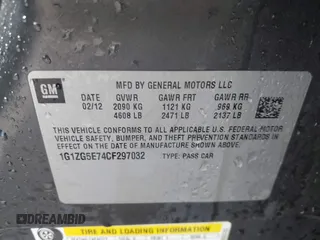 GM
MFD BY GENERAL MOTORS LLC
DATE GVWR GAWR FRT GAWR RR
02/12 2090 KG 1121 KG 969 KG
4608 LB 2471 LB 2137 LB
THIS VEHICLE CONFORMS TO ALL APPLICABLE U.S. FEDERAL MOTOR
VEHICLE SAFETY, BUMPER, AND THEFT PREVENTION STANDARDS
IN EFFECT ON THE DATE OF MANUFACTURE SHOWN ABOVE.
1G1ZG5E74CF297032 TYPE: PASS CAR
TIRE AND LOADING INFORMATION
DREAMBID